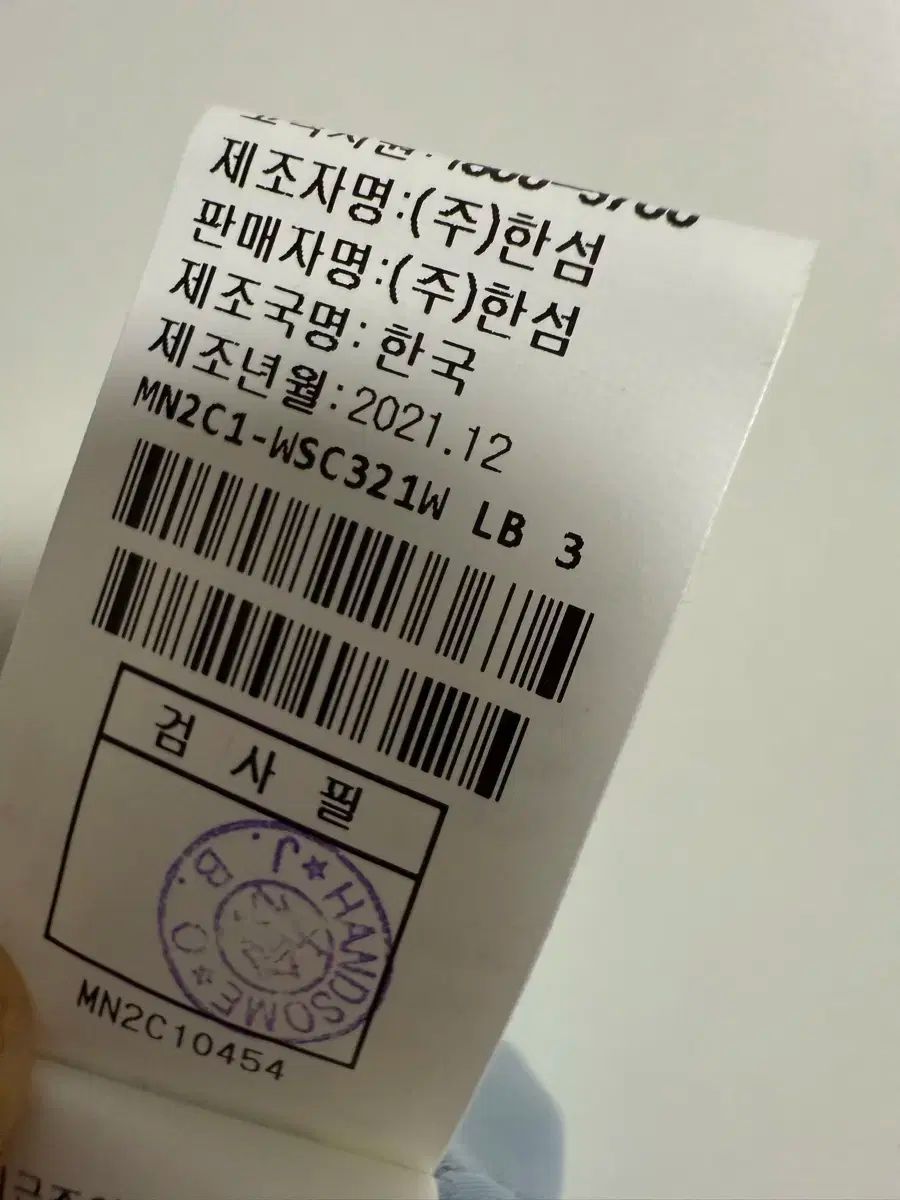 제조자명:(주)한섬
판매자명:(주)한섬
제조국명: 한국
제조년월:2021.12
MN2C1-WSC321W LB 3
검 사 필
HANDSOME
J. B. O
MN2C10454